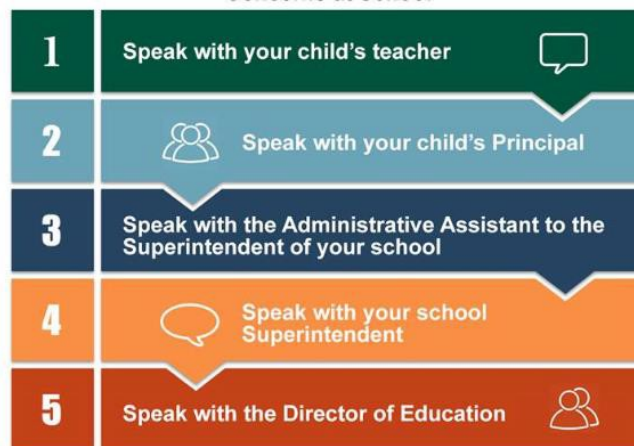 1
Speak with your child's teacher
2
Speak with your child's Principal
3
Speak with the Administrative Assistant to the
Superintendent of your school
4
Speak with your school
Superintendent
5
Speak with the Director of Education